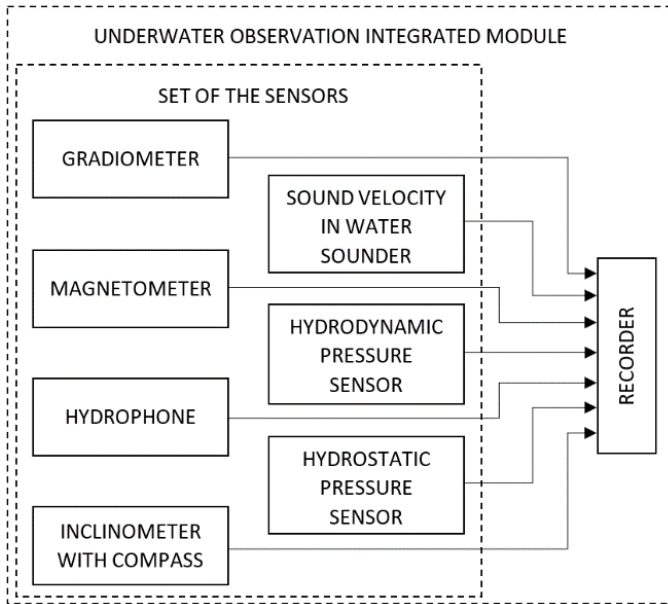 UNDERWATER OBSERVATION INTEGRATED MODULE
SET OF THE SENSORS
GRADIOMETER
SOUND VELOCITY
IN WATER
SOUNDER
MAGNETOMETER
HYDRODYNAMIC
PRESSURE
SENSOR
HYDROPHONE
HYDROSTATIC
PRESSURE
SENSOR
INCLINOMETER
WITH COMPASS
RECORDER